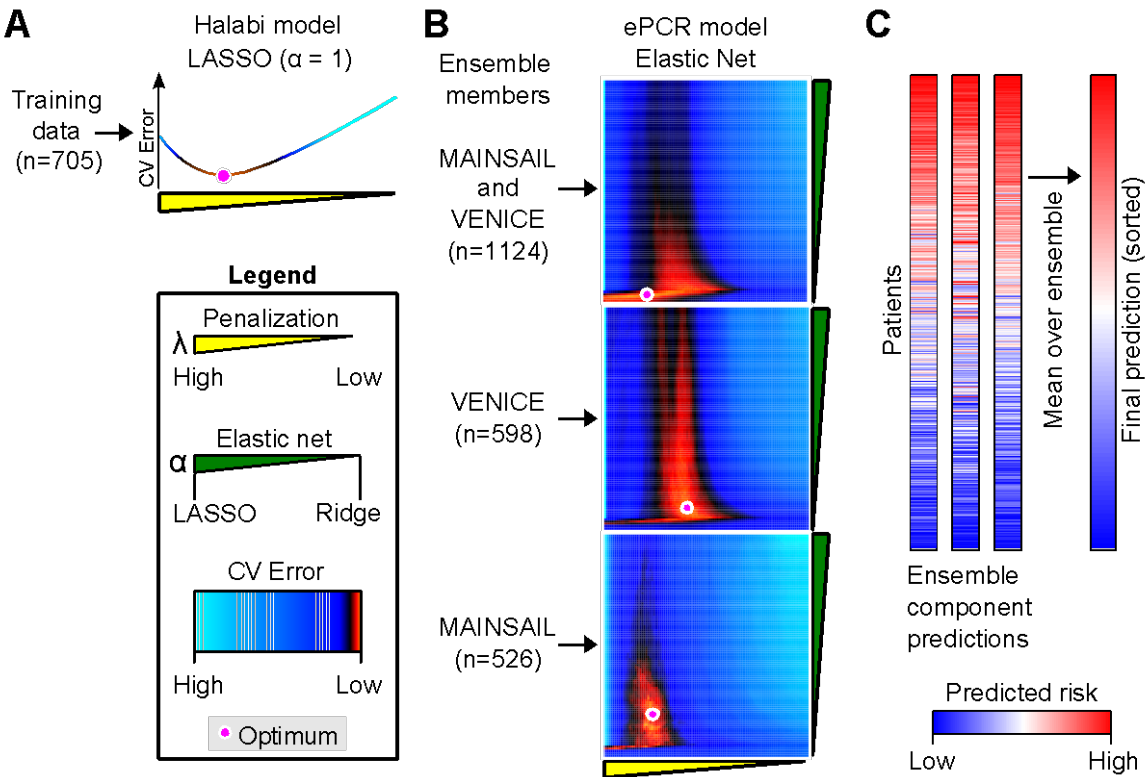 A
Halabi model
LASSO (α = 1)
Training
data
(n=705)
CV Error
Legend
Penalization
λ
High
Low
Elastic net
α
LASSO
Ridge
CV Error
High
Low
Optimum
B
ePCR model
Elastic Net
Ensemble
members
MAINSAIL
and
VENICE
(n=1124)
VENICE
(n=598)
MAINSAIL
(n=526)
C
Patients
Mean over ensemble
Final prediction (sorted)
Ensemble
component
predictions
Predicted risk
Low
High